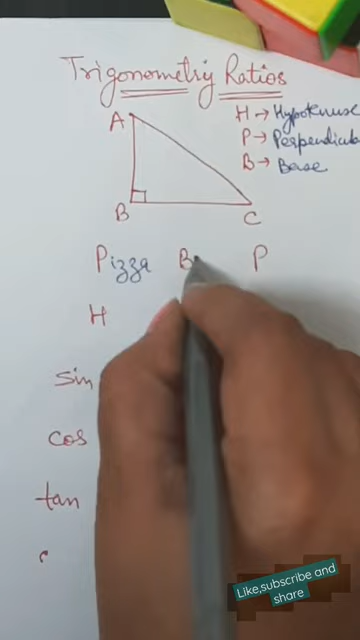 Trigonometry Ratios
H → Hypotenuse
P → Perpendicular
B → Base
A
B
C
Pizza B P
H
sin
cos
tan
c
Like,subscribe and
share